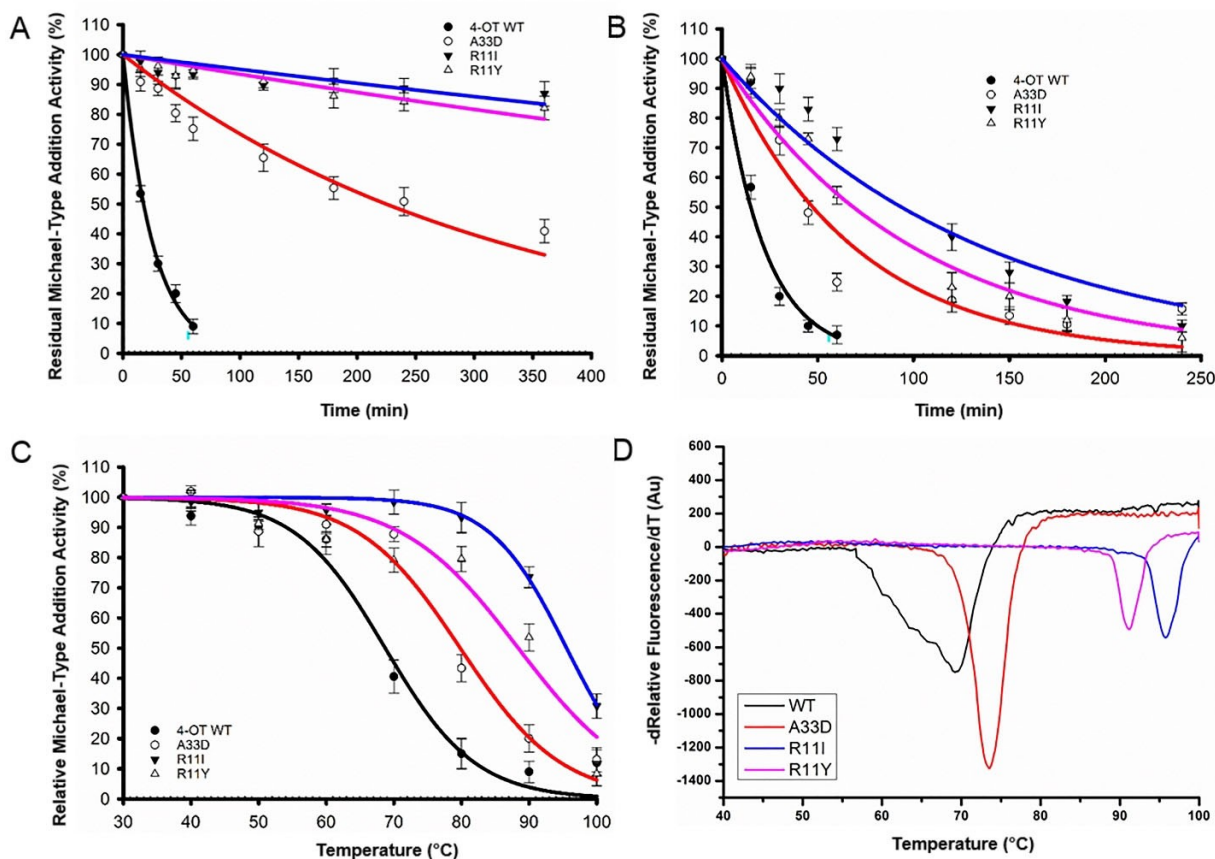 A
Residual Michael-Type Addition Activity (%)
110
100
90
80
70
60
50
40
30
20
10
0
0 50 100 150 200 250 300 350 400
Time (min)
4-OT WT
A33D
R11I
R11Y
B
Residual Michael-Type Addition Activity (%)
110
100
90
80
70
60
50
40
30
20
10
0
0 50 100 150 200 250
Time (min)
4-OT WT
A33D
R11I
R11Y
C
Relative Michael-Type Addition Activity (%)
110
100
90
80
70
60
50
40
30
20
10
0
30 40 50 60 70 80 90 100
Temperature (°C)
4-OT WT
A33D
R11I
R11Y
D
-dRelative Fluorescence/dT (Au)
600
400
200
0
-200
-400
-600
-800
-1000
-1200
-1400
40 50 60 70 80 90 100
Temperature (°C)
WT
A33D
R11I
R11Y